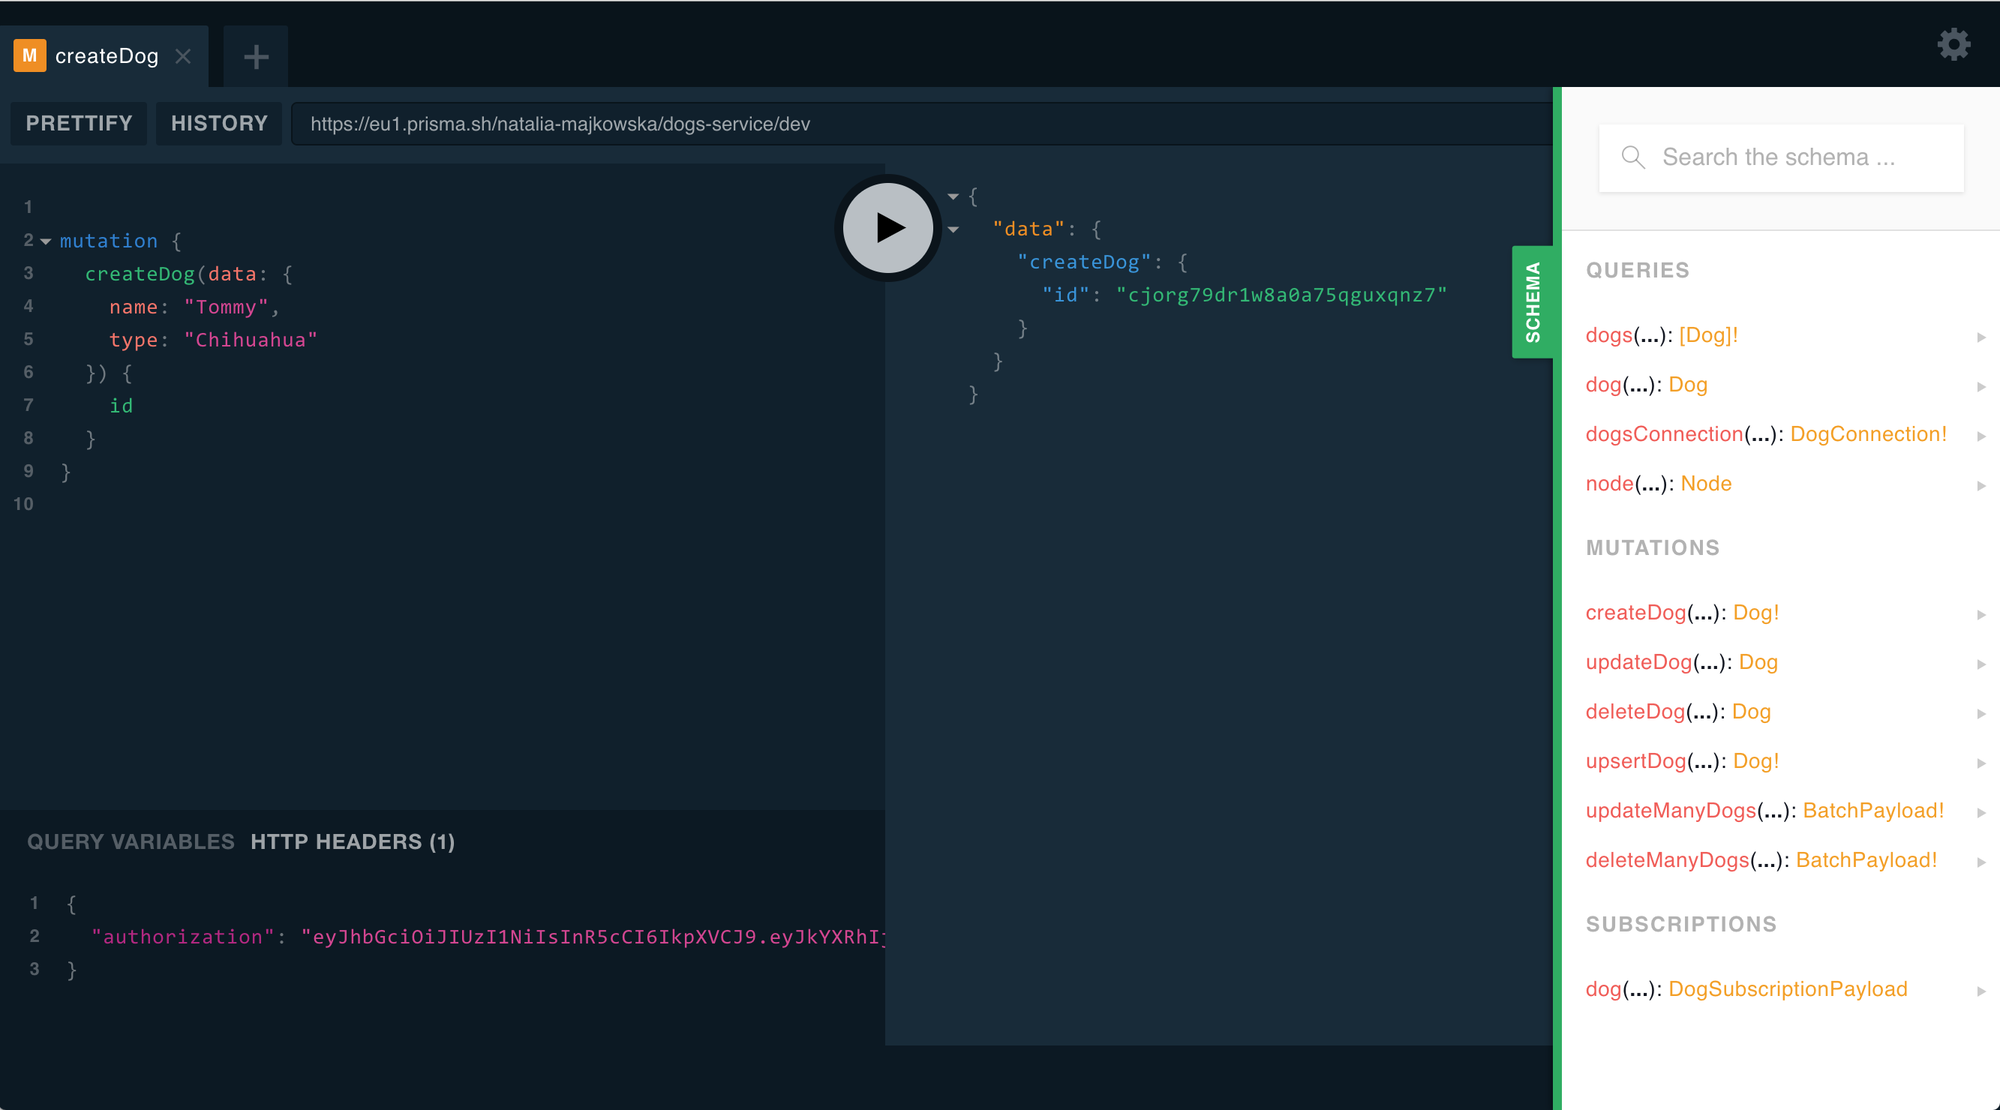 M createDog
PRETTIFY HISTORY https://eu1.prisma.sh/natalia-majkowska/dogs-service/dev
1
2 mutation {
3 createDog(data: {
4 name: "Tommy",
5 type: "Chihuahua"
6 }) {
7 id
8 }
9 }
10
QUERY VARIABLES HTTP HEADERS (1)
1 {
2 "authorization": "eyJhbGciOiJIUzI1NiIsInR5cCI6IkpXVCJ9.eyJkYXRhIj
3 }
{
"data": {
"createDog": {
"id": "cjorg79dr1w8a0a75qguxqnz7"
}
}
}
SCHEMA
Search the schema ...
QUERIES
dogs(...): [Dog]!
dog(...): Dog
dogsConnection(...): DogConnection!
node(...): Node
MUTATIONS
createDog(...): Dog!
updateDog(...): Dog
deleteDog(...): Dog
upsertDog(...): Dog!
updateManyDogs(...): BatchPayload!
deleteManyDogs(...): BatchPayload!
SUBSCRIPTIONS
dog(...): DogSubscriptionPayload